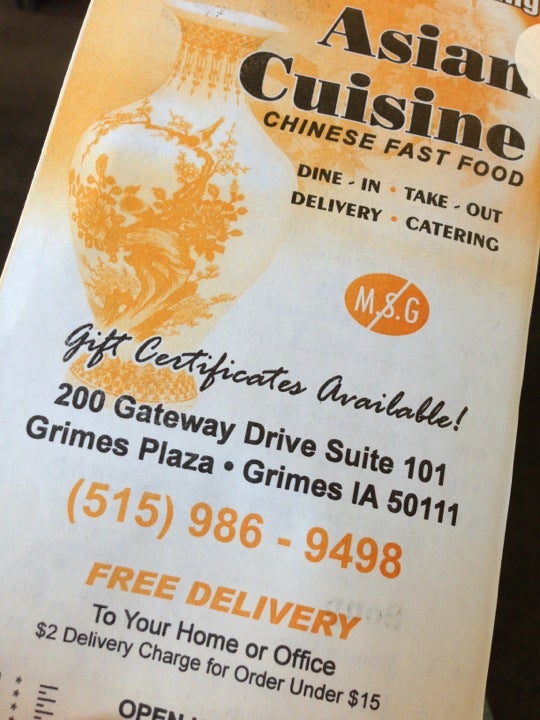 Asian
Cuisine
CHINESE FAST FOOD
DINE - IN • TAKE - OUT
DELIVERY • CATERING
M.S.G
Gift Certificates Available!
200 Gateway Drive Suite 101
Grimes Plaza • Grimes IA 50111
(515) 986 - 9498
FREE DELIVERY
To Your Home or Office
$2 Delivery Charge for Order Under $15
OPEN